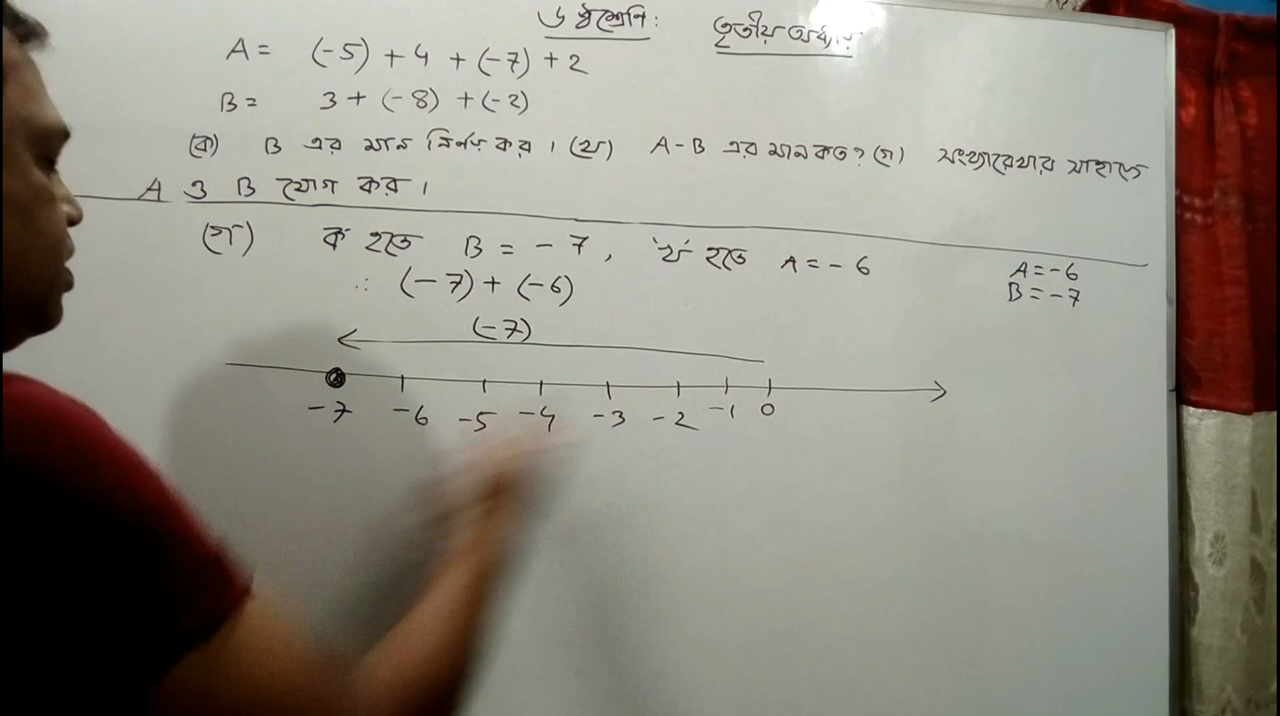 ৬ ষ্ঠ শ্রেণি: তৃতীয় অধ্যায়
A = (-5) + 4 + (-7) + 2
B = 3 + (-8) + (-2)
(ক) B এর মান নির্ণয় কর। (খ) A-B এর মান কত? (গ) সংখ্যারেখার সাহায্যে
A ও B যোগ কর।
(গ) ক হতে B = -7, 'খ' হতে A = -6
A = -6
B = -7
∴ (-7) + (-6)
(-7)
-7 -6 -5 -4 -3 -2 -1 0